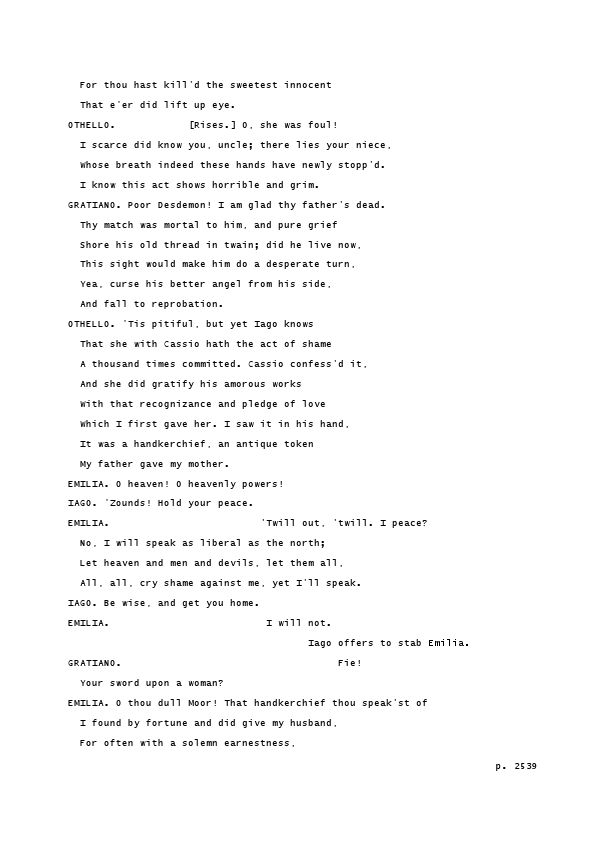 For thou hast kill'd the sweetest innocent
That e'er did lift up eye.
OTHELLO. [Rises.] O, she was foul!
I scarce did know you, uncle; there lies your niece,
Whose breath indeed these hands have newly stopp'd.
I know this act shows horrible and grim.
GRATIANO. Poor Desdemon! I am glad thy father's dead.
Thy match was mortal to him, and pure grief
Shore his old thread in twain; did he live now,
This sight would make him do a desperate turn,
Yea, curse his better angel from his side,
And fall to reprobation.
OTHELLO. 'Tis pitiful, but yet Iago knows
That she with Cassio hath the act of shame
A thousand times committed. Cassio confess'd it,
And she did gratify his amorous works
With that recognizance and pledge of love
Which I first gave her. I saw it in his hand,
It was a handkerchief, an antique token
My father gave my mother.
EMILIA. O heaven! O heavenly powers!
IAGO. 'Zounds! Hold your peace.
EMILIA. 'Twill out, 'twill. I peace?
No, I will speak as liberal as the north;
Let heaven and men and devils, let them all,
All, all, cry shame against me, yet I'll speak.
IAGO. Be wise, and get you home.
EMILIA. I will not.
Iago offers to stab Emilia.
GRATIANO. Fie!
Your sword upon a woman?
EMILIA. O thou dull Moor! That handkerchief thou speak'st of
I found by fortune and did give my husband,
For often with a solemn earnestness,
p. 2539